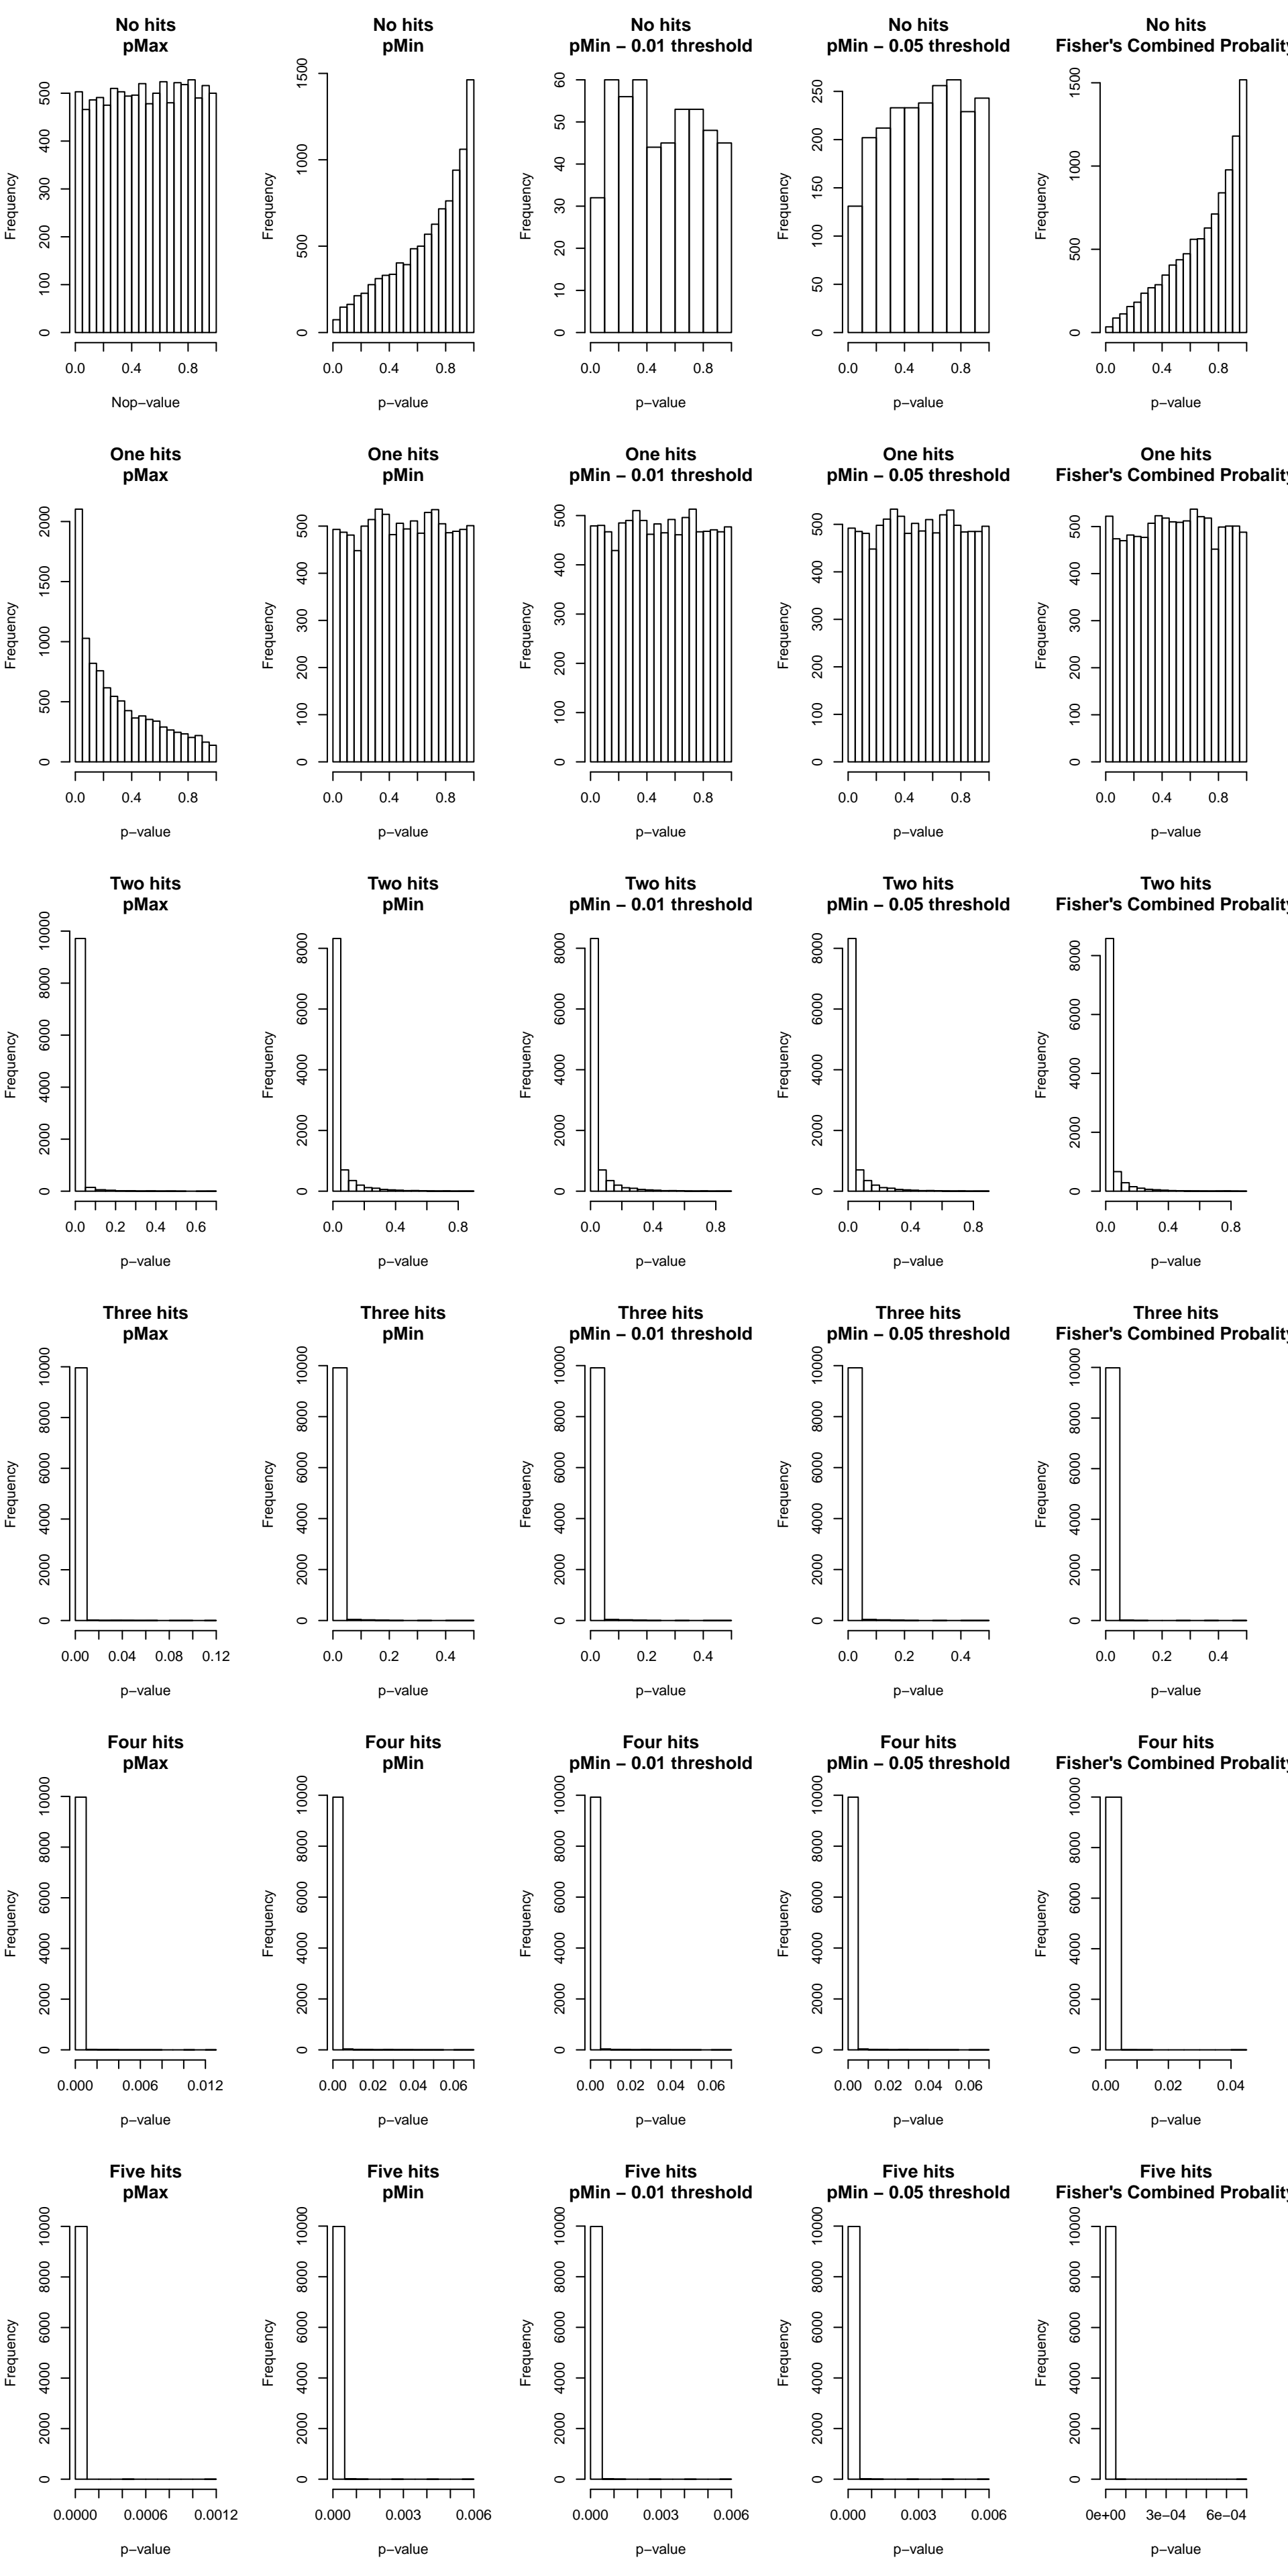 No hits
pMax
Frequency
0 100 200 300 400 500
0.0 0.4 0.8
Nop−value
No hits
pMin
Frequency
0 500 1000 1500
0.0 0.4 0.8
p−value
No hits
pMin − 0.01 threshold
Frequency
0 10 20 30 40 50 60
0.0 0.4 0.8
p−value
No hits
pMin − 0.05 threshold
Frequency
0 50 100 150 200 250
0.0 0.4 0.8
p−value
No hits
Fisher's Combined Probality
Frequency
0 500 1000 1500
0.0 0.4 0.8
p−value
One hits
pMax
Frequency
0 500 1000 1500 2000
0.0 0.4 0.8
p−value
One hits
pMin
Frequency
0 100 200 300 400 500
0.0 0.4 0.8
p−value
One hits
pMin − 0.01 threshold
Frequency
0 100 200 300 400 500
0.0 0.4 0.8
p−value
One hits
pMin − 0.05 threshold
Frequency
0 100 200 300 400 500
0.0 0.4 0.8
p−value
One hits
Fisher's Combined Probality
Frequency
0 100 200 300 400 500
0.0 0.4 0.8
p−value
Two hits
pMax
Frequency
0 2000 4000 6000 8000 10000
0.0 0.2 0.4 0.6
p−value
Two hits
pMin
Frequency
0 2000 4000 6000 8000
0.0 0.4 0.8
p−value
Two hits
pMin − 0.01 threshold
Frequency
0 2000 4000 6000 8000
0.0 0.4 0.8
p−value
Two hits
pMin − 0.05 threshold
Frequency
0 2000 4000 6000 8000
0.0 0.4 0.8
p−value
Two hits
Fisher's Combined Probality
Frequency
0 2000 4000 6000 8000
0.0 0.4 0.8
p−value
Three hits
pMax
Frequency
0 2000 4000 6000 8000 10000
0.00 0.04 0.08 0.12
p−value
Three hits
pMin
Frequency
0 2000 4000 6000 8000 10000
0.0 0.2 0.4
p−value
Three hits
pMin − 0.01 threshold
Frequency
0 2000 4000 6000 8000 10000
0.0 0.2 0.4
p−value
Three hits
pMin − 0.05 threshold
Frequency
0 2000 4000 6000 8000 10000
0.0 0.2 0.4
p−value
Three hits
Fisher's Combined Probality
Frequency
0 2000 4000 6000 8000 10000
0.0 0.2 0.4
p−value
Four hits
pMax
Frequency
0 2000 4000 6000 8000 10000
0.000 0.006 0.012
p−value
Four hits
pMin
Frequency
0 2000 4000 6000 8000 10000
0.00 0.02 0.04 0.06
p−value
Four hits
pMin − 0.01 threshold
Frequency
0 2000 4000 6000 8000 10000
0.00 0.02 0.04 0.06
p−value
Four hits
pMin − 0.05 threshold
Frequency
0 2000 4000 6000 8000 10000
0.00 0.02 0.04 0.06
p−value
Four hits
Fisher's Combined Probality
Frequency
0 2000 4000 6000 8000 10000
0.00 0.02 0.04
p−value
Five hits
pMax
Frequency
0 2000 4000 6000 8000 10000
0.0000 0.0006 0.0012
p−value
Five hits
pMin
Frequency
0 2000 4000 6000 8000 10000
0.000 0.003 0.006
p−value
Five hits
pMin − 0.01 threshold
Frequency
0 2000 4000 6000 8000 10000
0.000 0.003 0.006
p−value
Five hits
pMin − 0.05 threshold
Frequency
0 2000 4000 6000 8000 10000
0.000 0.003 0.006
p−value
Five hits
Fisher's Combined Probality
Frequency
0 2000 4000 6000 8000 10000
0e+00 3e−04 6e−04
p−value